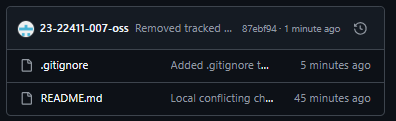 23-22411-007-oss Removed tracked ... 87ebf94 · 1 minute ago
.gitignore Added .gitignore t... 5 minutes ago
README.md Local conflicting ch... 45 minutes ago